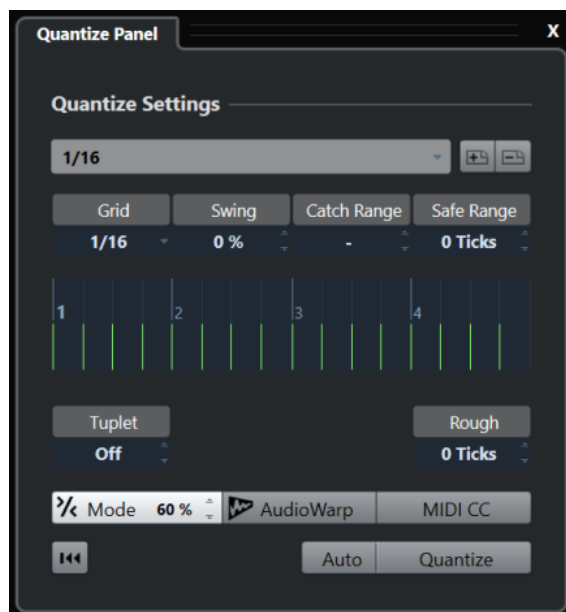 Quantize Panel X
Quantize Settings
1/16
Grid Swing Catch Range Safe Range
1/16 0 % - 0 Ticks
1 2 3 4
Tuplet Rough
Off 0 Ticks
Mode 60 % AudioWarp MIDI CC
Auto Quantize